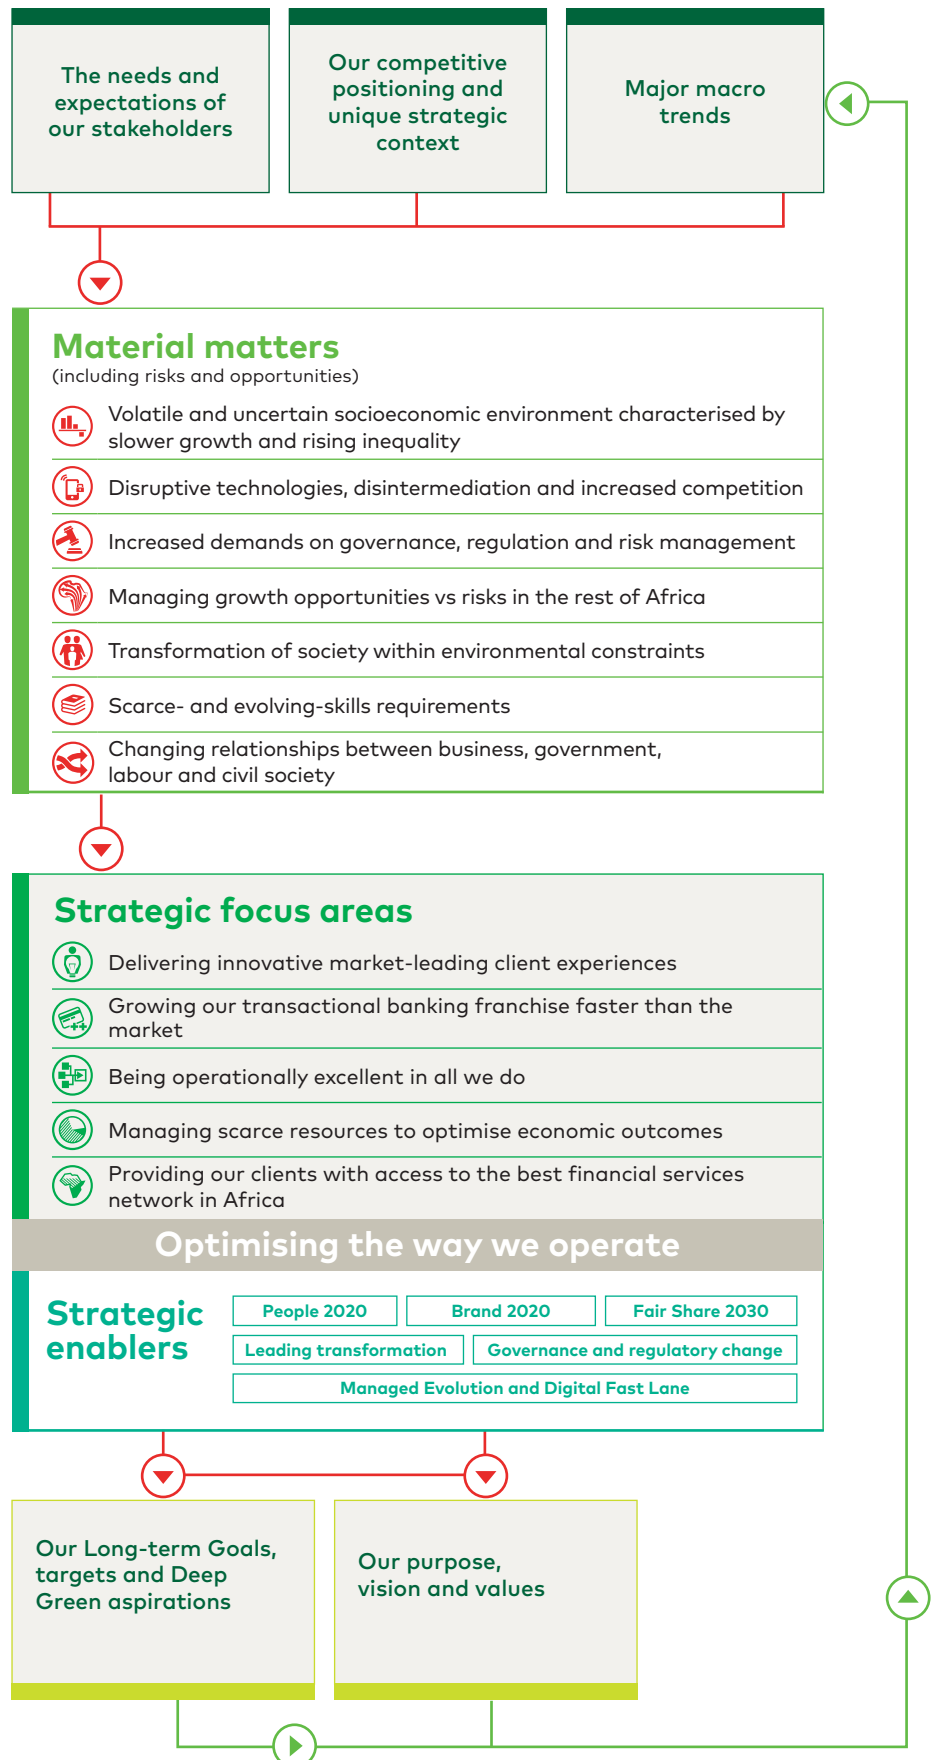 The needs and
expectations of
our stakeholders
Our competitive
positioning and
unique strategic
context
Major macro
trends
Material matters
(including risks and opportunities)
Volatile and uncertain socioeconomic environment characterised by
slower growth and rising inequality
Disruptive technologies, disintermediation and increased competition
Increased demands on governance, regulation and risk management
Managing growth opportunities vs risks in the rest of Africa
Transformation of society within environmental constraints
Scarce- and evolving-skills requirements
Changing relationships between business, government,
labour and civil society
Strategic focus areas
Delivering innovative market-leading client experiences
Growing our transactional banking franchise faster than the
market
Being operationally excellent in all we do
Managing scarce resources to optimise economic outcomes
Providing our clients with access to the best financial services
network in Africa
Optimising the way we operate
Strategic
enablers
People 2020
Brand 2020
Fair Share 2030
Leading transformation
Governance and regulatory change
Managed Evolution and Digital Fast Lane
Our Long-term Goals,
targets and Deep
Green aspirations
Our purpose,
vision and values